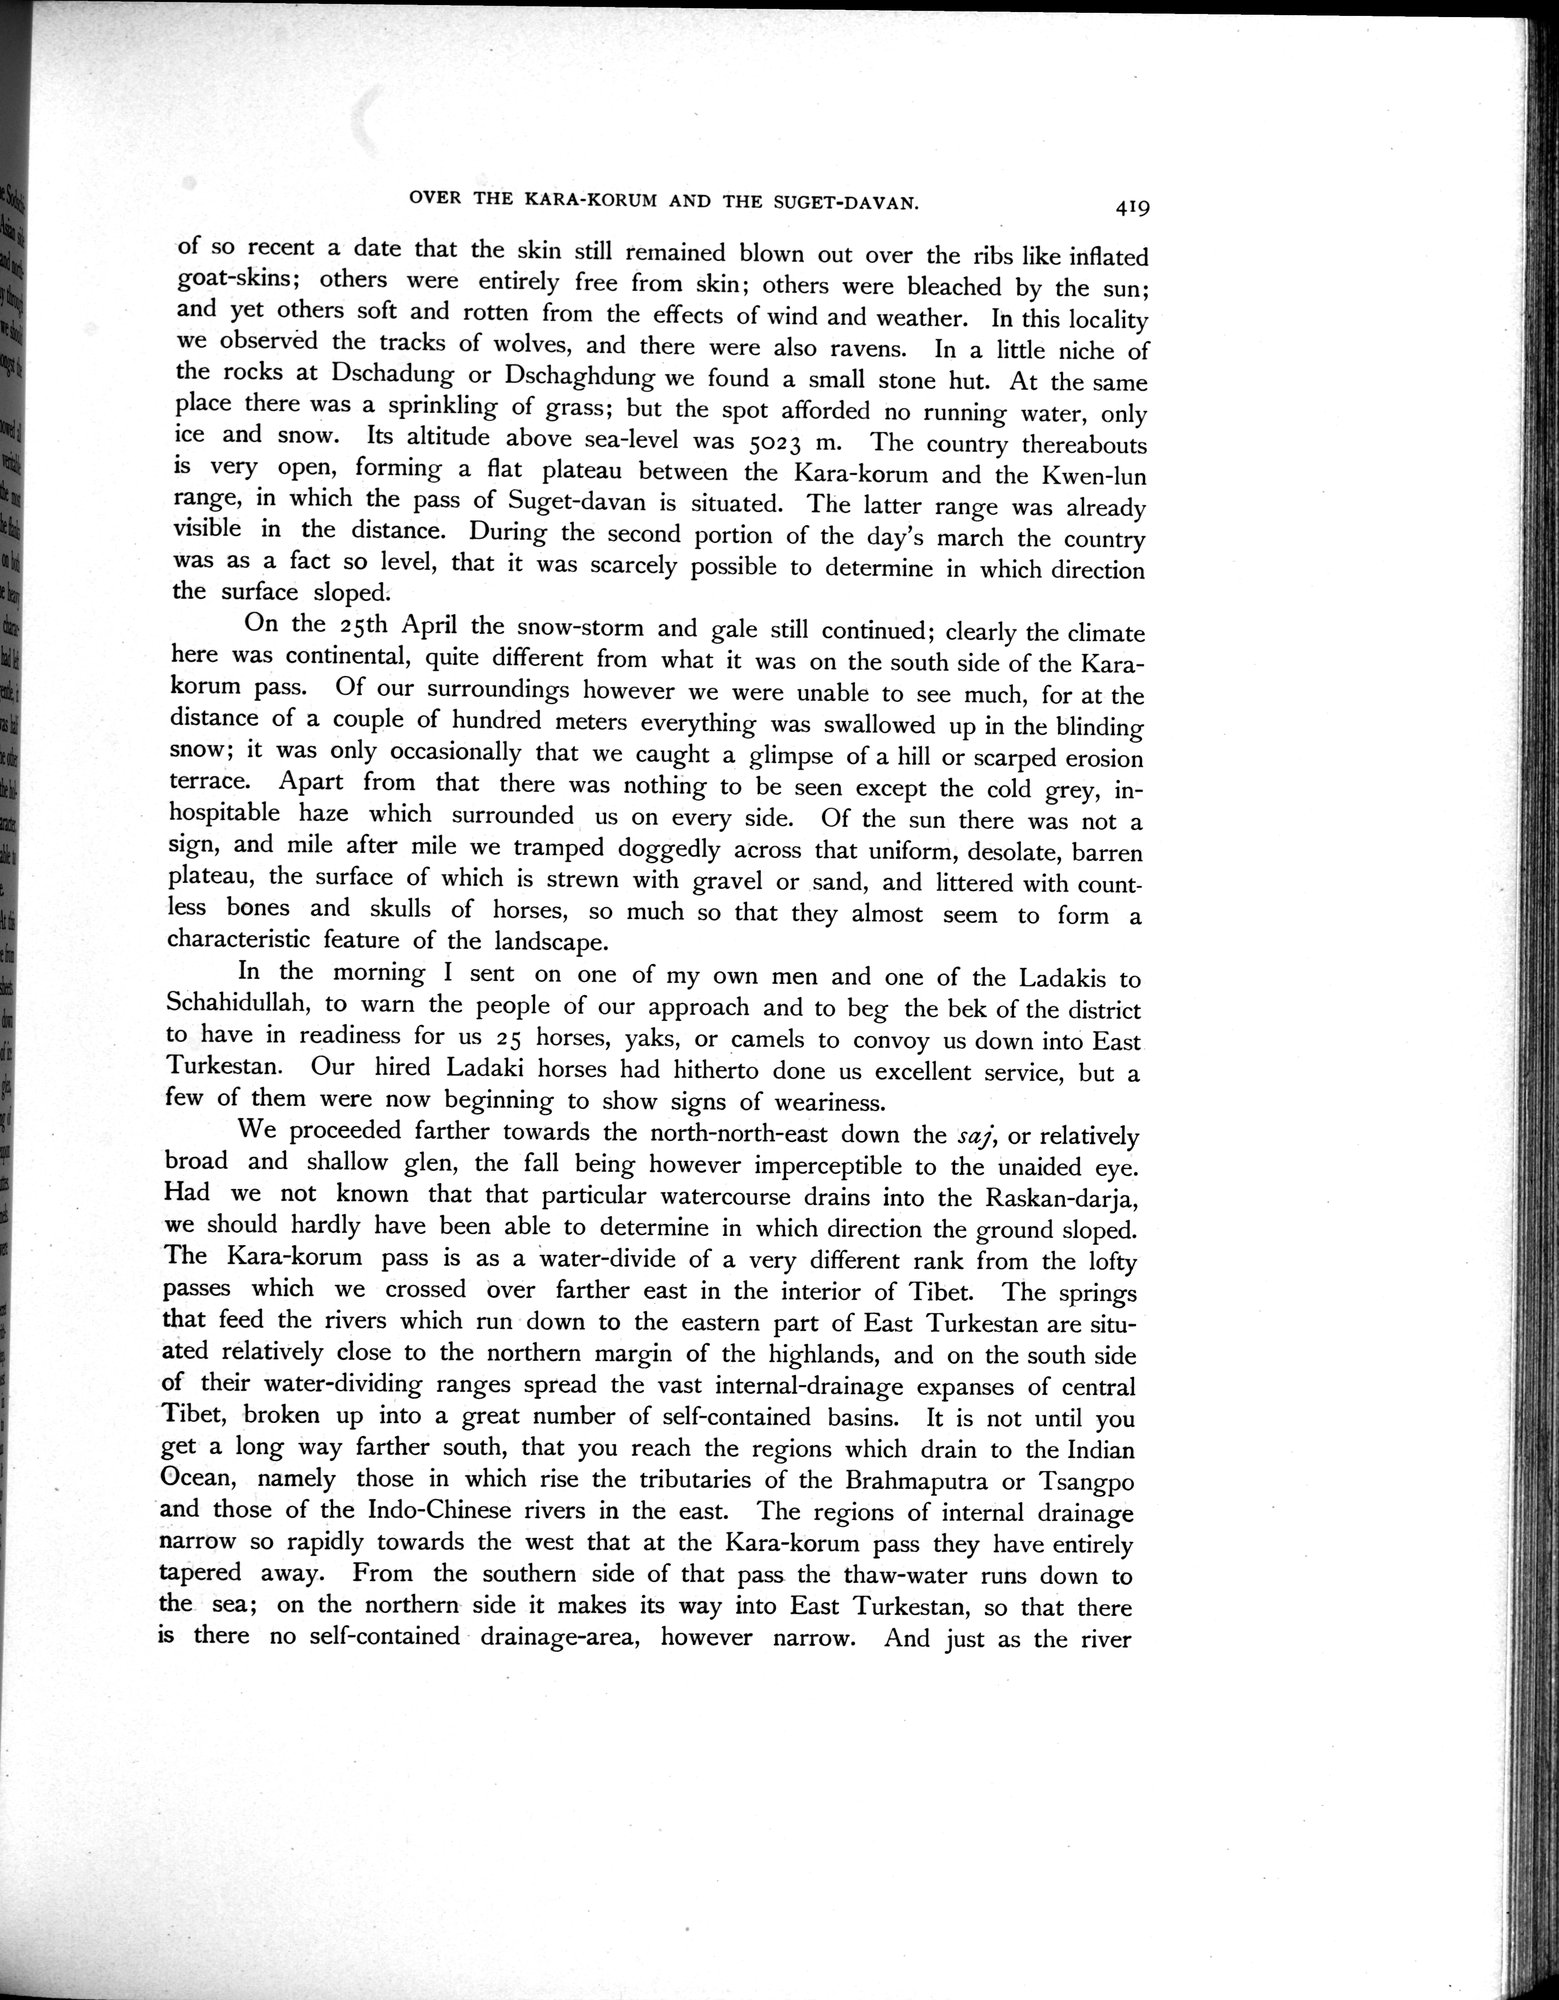 OVER THE KARA-KORUM AND THE SUGET-DAVAN. 419
of so recent a date that the skin still remained blown out over the ribs like inflated
goat-skins; others were entirely free from skin; others were bleached by the sun;
and yet others soft and rotten from the effects of wind and weather. In this locality
we observed the tracks of wolves, and there were also ravens. In a little niche of
the rocks at Dschadung or Dschaghdung we found a small stone hut. At the same
place there was a sprinkling of grass; but the spot afforded no running water, only
ice and snow. Its altitude above sea-level was 5023 m. The country thereabouts
is very open, forming a flat plateau between the Kara-korum and the Kwen-lun
range, in which the pass of Suget-davan is situated. The latter range was already
visible in the distance. During the second portion of the day's march the country
was as a fact so level, that it was scarcely possible to determine in which direction
the surface sloped.
On the 25th April the snow-storm and gale still continued; clearly the climate
here was continental, quite different from what it was on the south side of the Kara-
korum pass. Of our surroundings however we were unable to see much, for at the
distance of a couple of hundred meters everything was swallowed up in the blinding
snow; it was only occasionally that we caught a glimpse of a hill or scarped erosion
terrace. Apart from that there was nothing to be seen except the cold grey, in-
hospitable haze which surrounded us on every side. Of the sun there was not a
sign, and mile after mile we tramped doggedly across that uniform, desolate, barren
plateau, the surface of which is strewn with gravel or sand, and littered with count-
less bones and skulls of horses, so much so that they almost seem to form a
characteristic feature of the landscape.
In the morning I sent on one of my own men and one of the Ladakis to
Schahidullah, to warn the people of our approach and to beg the bek of the district
to have in readiness for us 25 horses, yaks, or camels to convoy us down into East
Turkestan. Our hired Ladaki horses had hitherto done us excellent service, but a
few of them were now beginning to show signs of weariness.
We proceeded farther towards the north-north-east down the saj, or relatively
broad and shallow glen, the fall being however imperceptible to the unaided eye.
Had we not known that that particular watercourse drains into the Raskan-darja,
we should hardly have been able to determine in which direction the ground sloped.
The Kara-korum pass is as a water-divide of a very different rank from the lofty
passes which we crossed over farther east in the interior of Tibet. The springs
that feed the rivers which run down to the eastern part of East Turkestan are situ-
ated relatively close to the northern margin of the highlands, and on the south side
of their water-dividing ranges spread the vast internal-drainage expanses of central
Tibet, broken up into a great number of self-contained basins. It is not until you
get a long way farther south, that you reach the regions which drain to the Indian
Ocean, namely those in which rise the tributaries of the Brahmaputra or Tsangpo
and those of the Indo-Chinese rivers in the east. The regions of internal drainage
narrow so rapidly towards the west that at the Kara-korum pass they have entirely
tapered away. From the southern side of that pass the thaw-water runs down to
the sea; on the northern side it makes its way into East Turkestan, so that there
is there no self-contained drainage-area, however narrow. And just as the river